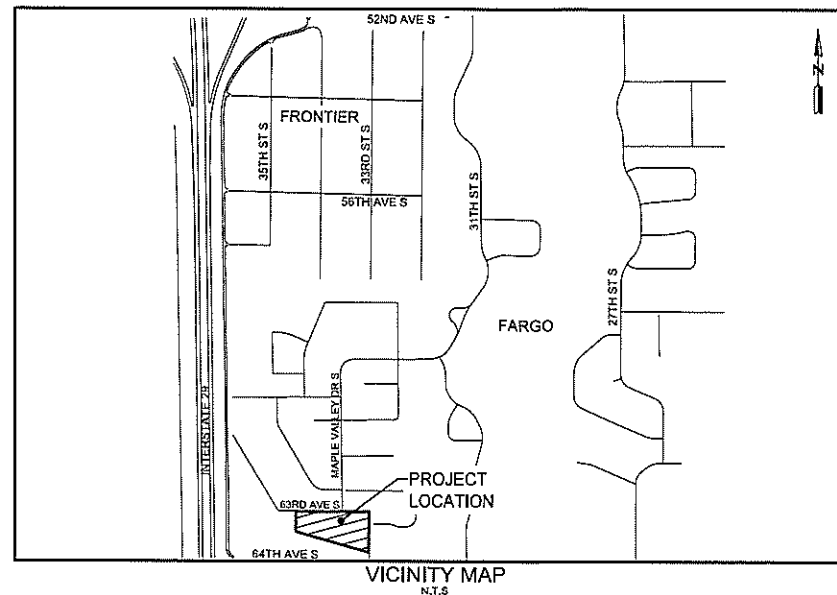 52ND AVE S
N
FRONTIER
35TH ST S
33RD ST S
56TH AVE S
31TH ST S
27TH ST S
FARGO
INTERSTATE 29
MAPLE VALLEY DR S
PROJECT
LOCATION
63RD AVE S
64TH AVE S
VICINITY MAP
N.T.S